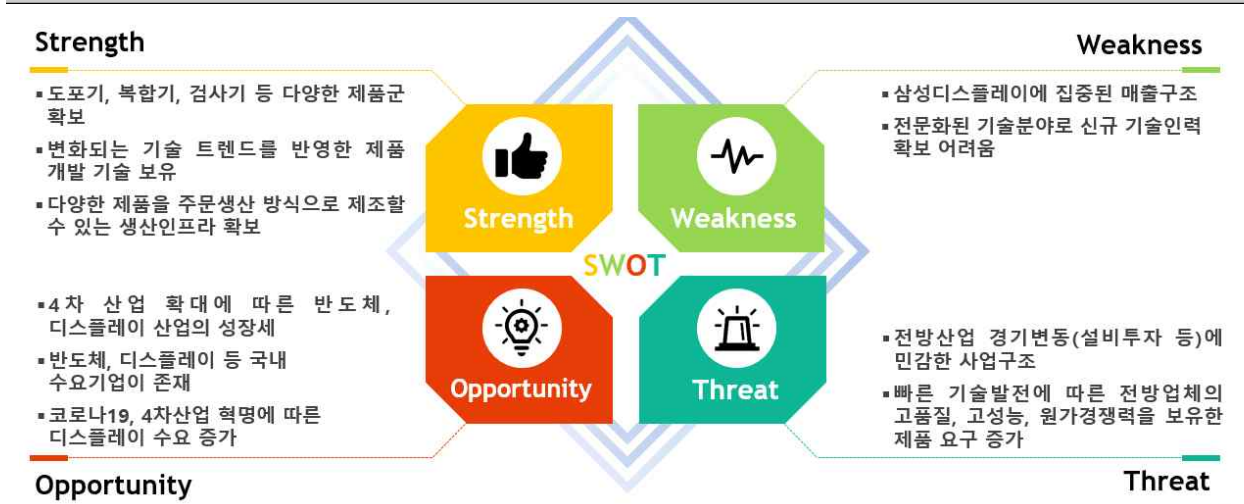 Strength
▪도포기, 복합기, 검사기 등 다양한 제품군
확보
▪변화되는 기술 트렌드를 반영한 제품
개발 기술 보유
▪다양한 제품을 주문생산 방식으로 제조할
수 있는 생산인프라 확보
Weakness
▪삼성디스플레이에 집중된 매출구조
▪전문화된 기술분야로 신규 기술인력
확보 어려움
Strength
Weakness
SWOT
Opportunity
Threat
▪4차 산업 확대에 따른 반도체,
디스플레이 산업의 성장세
▪반도체, 디스플레이 등 국내
수요기업이 존재
▪코로나19, 4차산업 혁명에 따른
디스플레이 수요 증가
Opportunity
▪전방산업 경기변동(설비투자 등)에
민감한 사업구조
▪빠른 기술발전에 따른 전방업체의
고품질, 고성능, 원가경쟁력을 보유한
제품 요구 증가
Threat